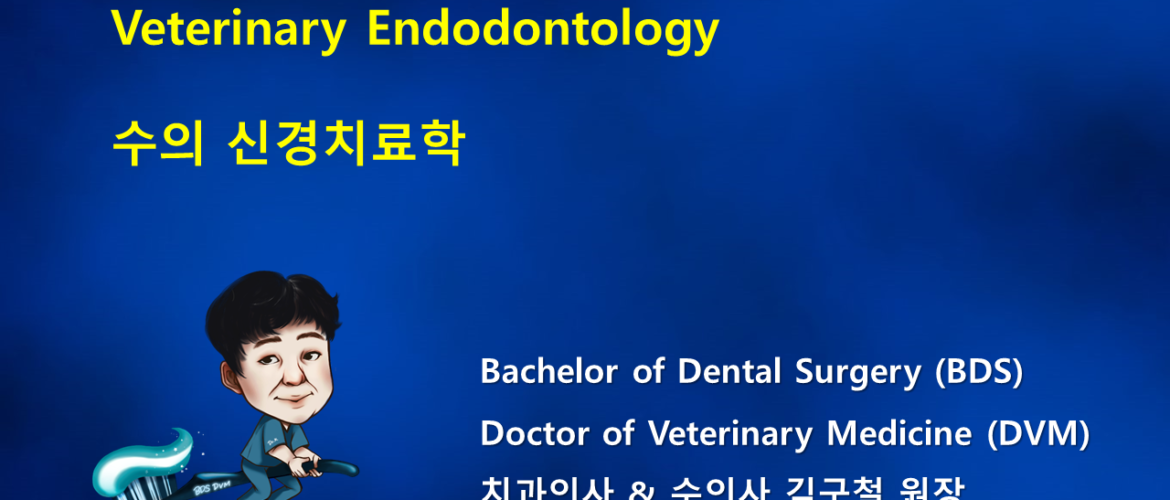 Veterinary Endodontology
수의 신경치료학
Bachelor of Dental Surgery (BDS)
Doctor of Veterinary Medicine (DVM)
치과의사 & 수의사 김구철 원장
BDS DVM